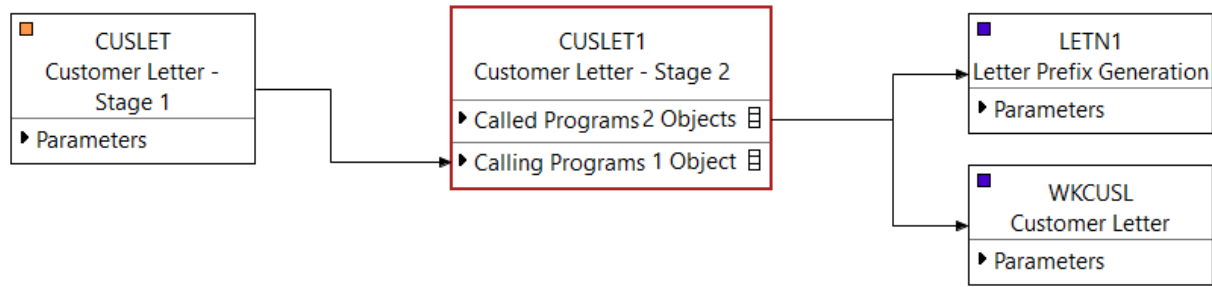 CUSLET
Customer Letter -
Stage 1
Parameters
CUSLET1
Customer Letter - Stage 2
Called Programs 2 Objects
Calling Programs 1 Object
LETN1
Letter Prefix Generation
Parameters
WKCUSL
Customer Letter
Parameters